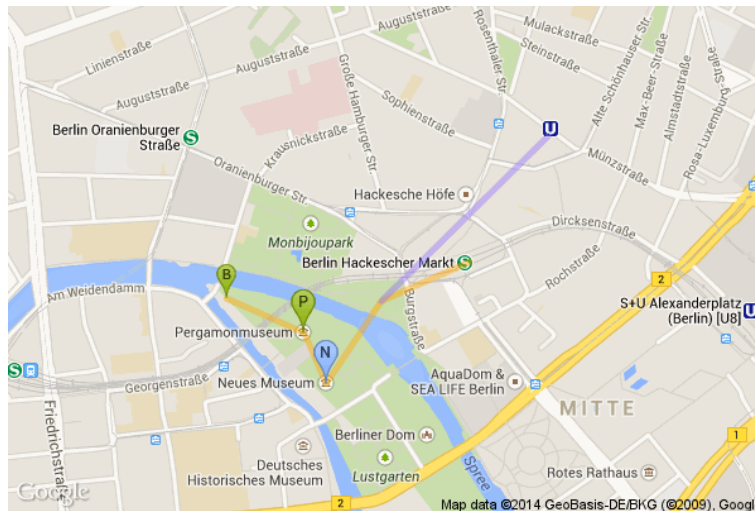 Linienstraße
Auguststraße
Auguststraße
Große Hamburger Str.
Rosenthaler Str.
Mulackstraße
Steinstraße
Sophienstraße
Alte Schönhauser Str.
Max-Beer-Straße
Almstadtstraße
Rosa-Luxemburg-Straße
Berlin Oranienburger
Straße
S
U
Krausnickstraße
Oranienburger Str.
Münzstraße
Hackesche Höfe
Monbijoupark
Dircksenstraße
Berlin Hackescher Markt
S
Rochstraße
B
2
Am Weidendamm
P
Burgstraße
S+U Alexanderplatz
(Berlin) [U8]
U
Pergamonmuseum
N
Georgenstraße
Neues Museum
S
AquaDom &
SEA LIFE Berlin
MITTE
Friedrichstraße
Berliner Dom
1
Deutsches
Historisches Museum
Lustgarten
Spree
Rotes Rathaus
Google
2
Map data ©2014 GeoBasis-DE/BKG (©2009), Googl